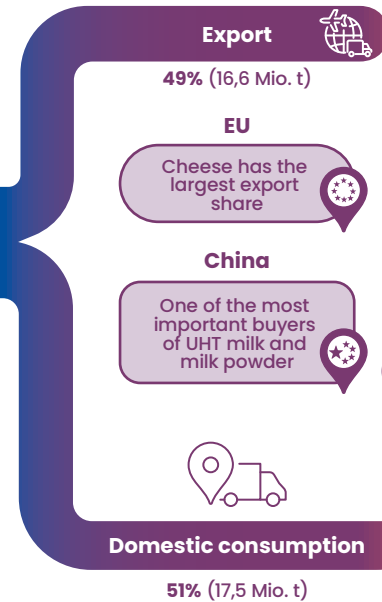 Export
49% (16,6 Mio. t)
EU
Cheese has the
largest export
share
China
One of the most
important buyers
of UHT milk and
milk powder
Domestic consumption
51% (17,5 Mio. t)